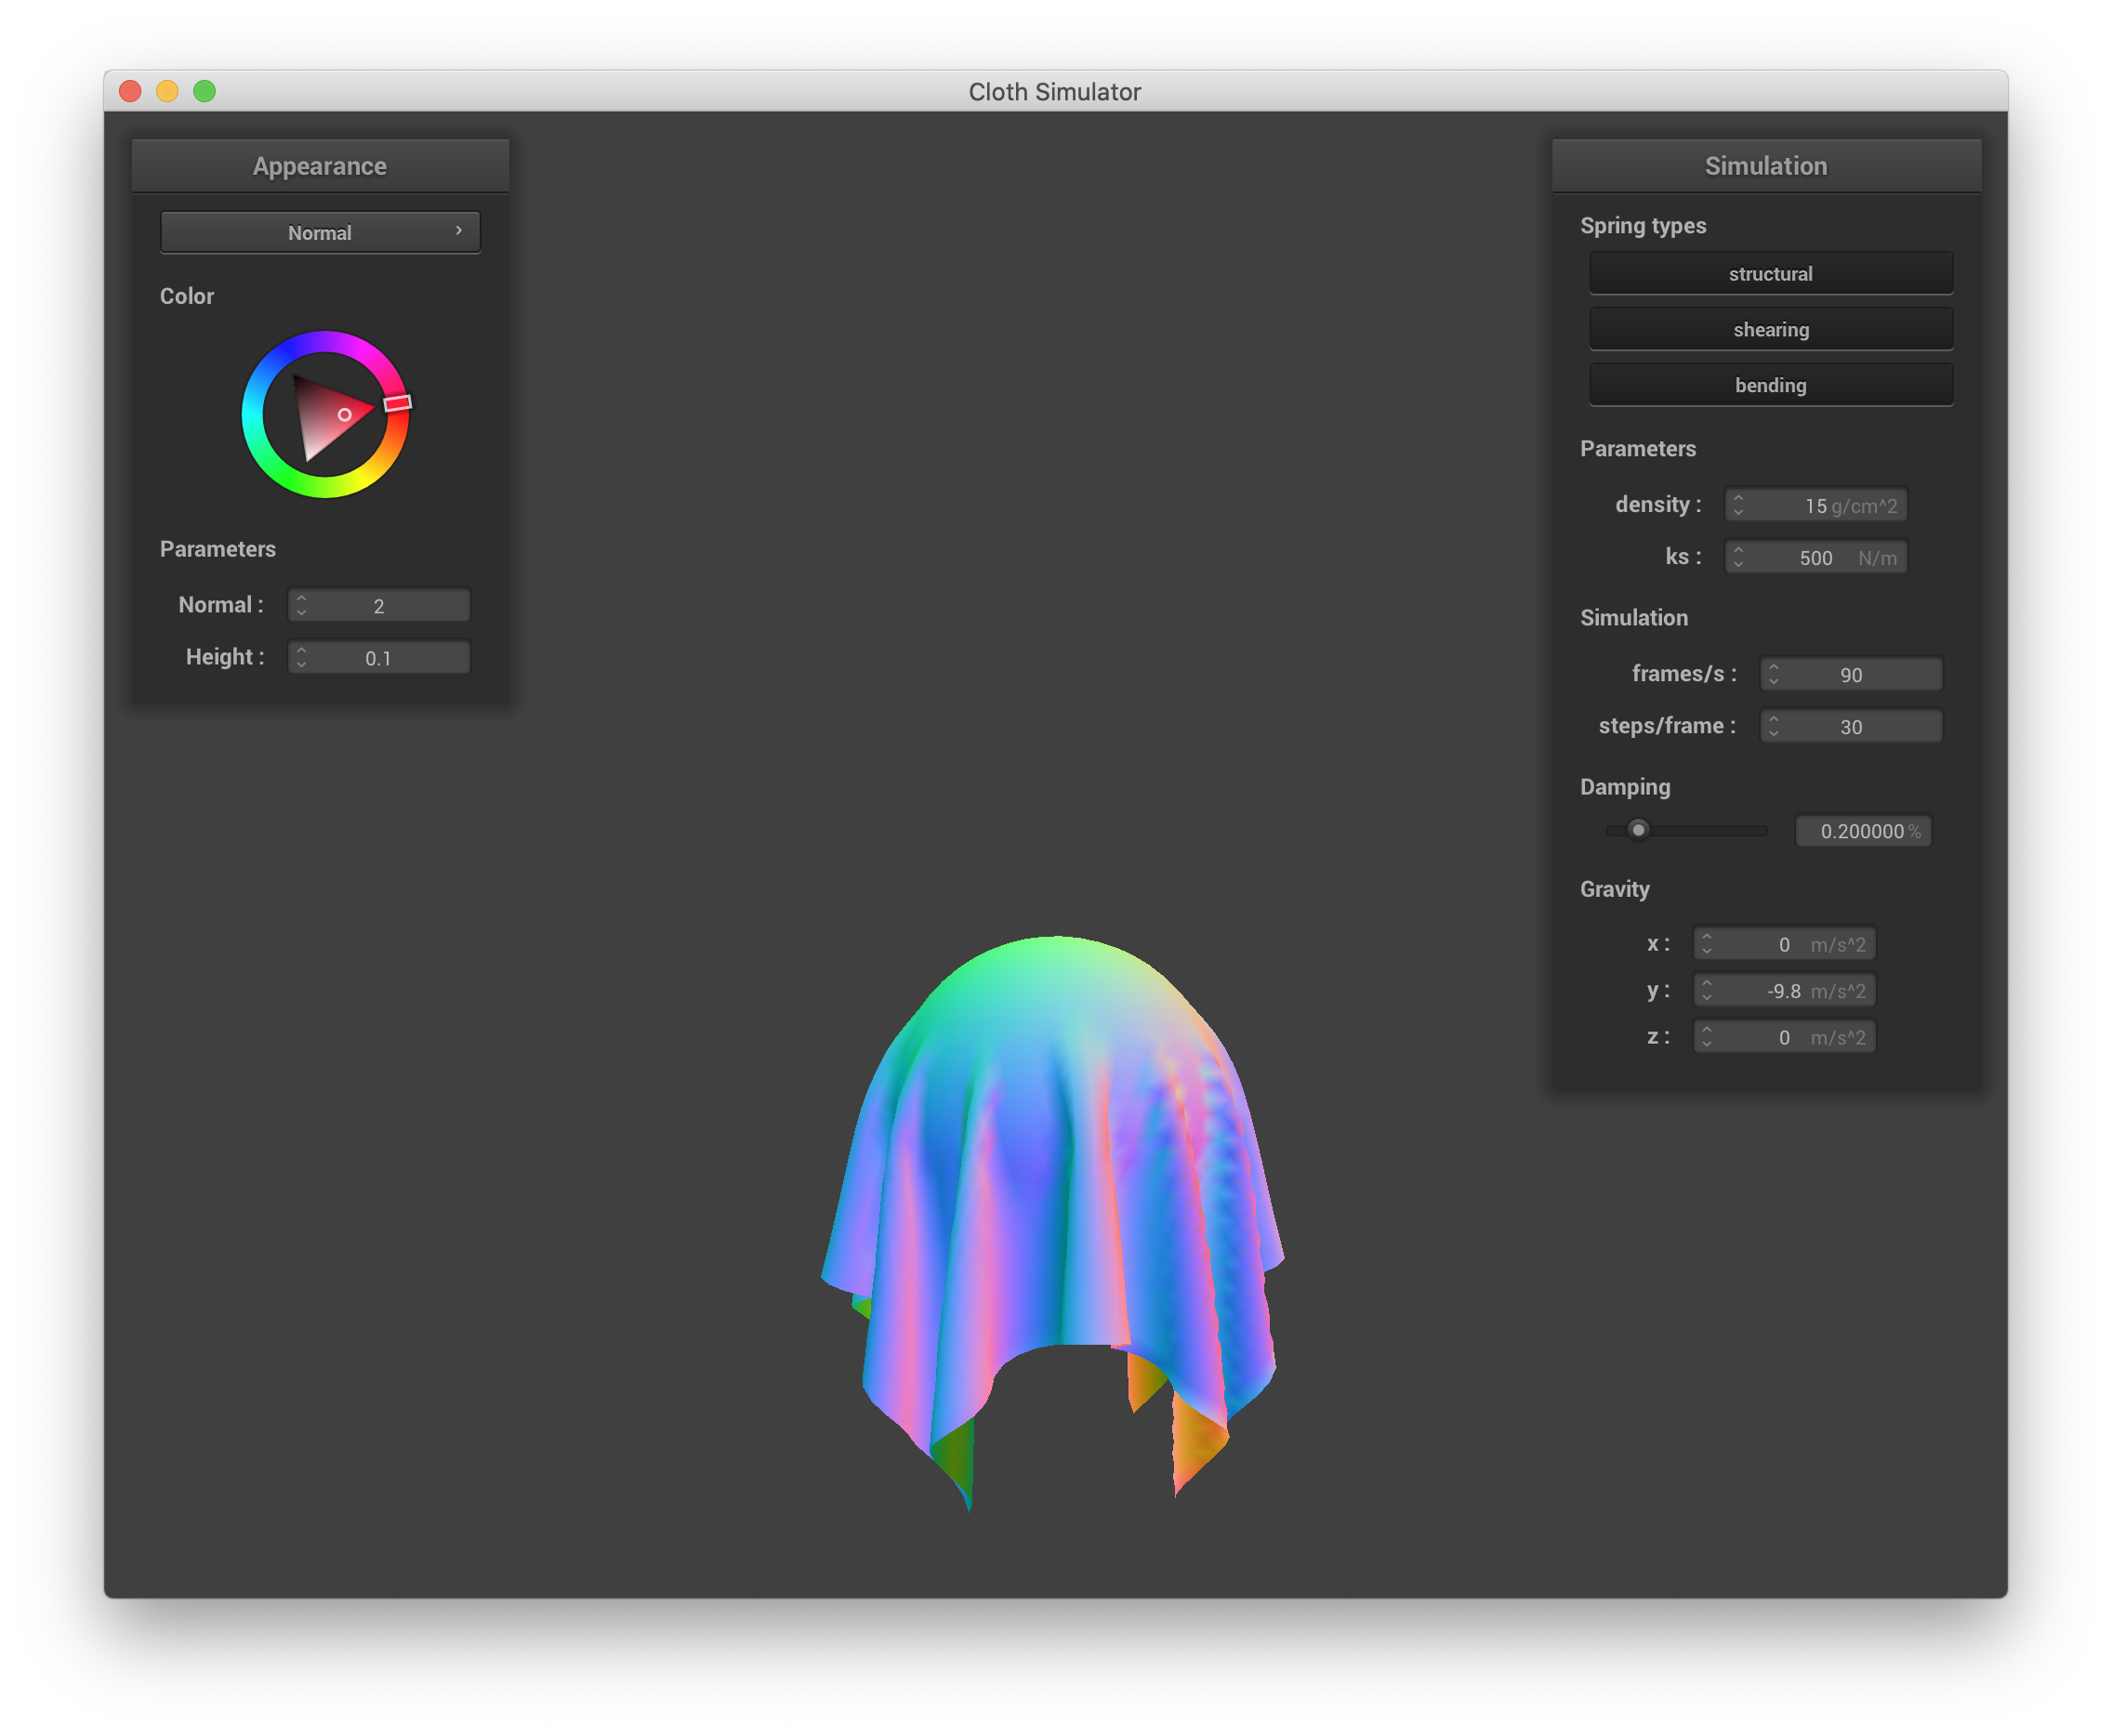 Cloth Simulator
Appearance
Normal
Color
Parameters
Normal : 2
Height : 0.1
Simulation
Spring types
structural
shearing
bending
Parameters
density : 15 g/cm^2
ks : 500 N/m
Simulation
frames/s : 90
steps/frame : 30
Damping
0.200000 %
Gravity
x : 0 m/s^2
y : -9.8 m/s^2
z : 0 m/s^2